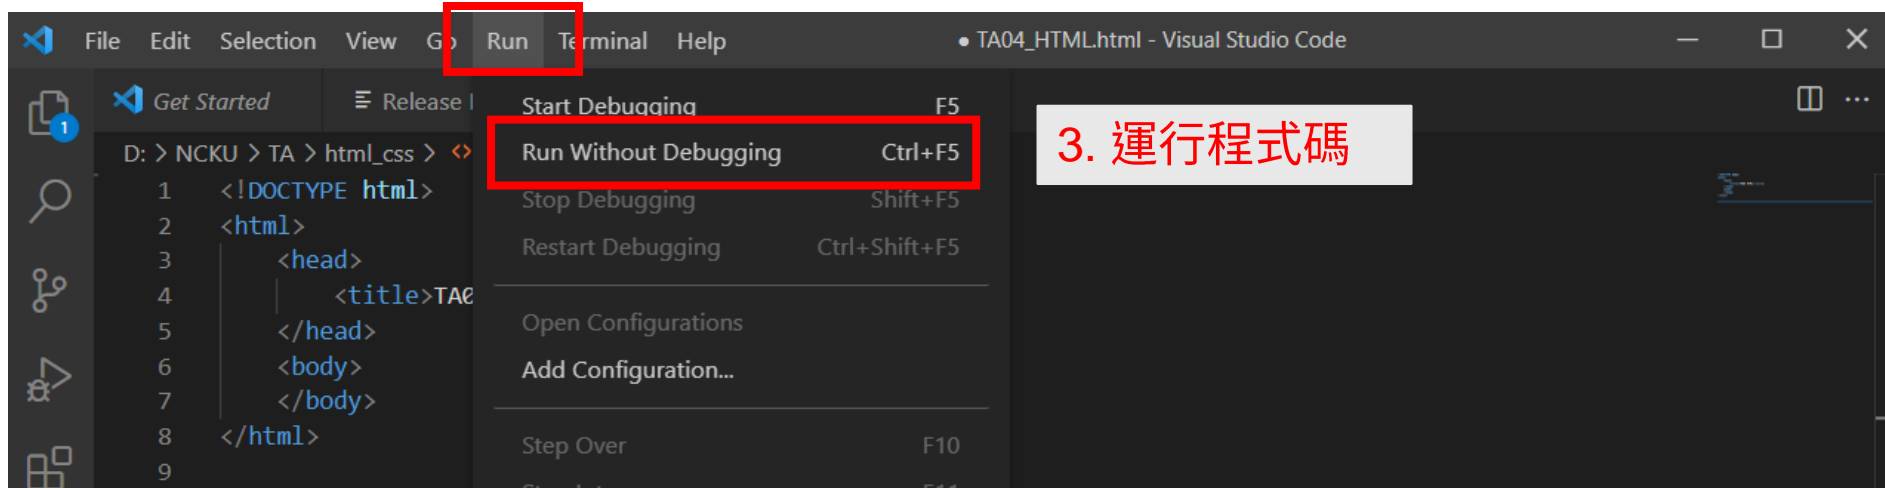 File Edit Selection View Go Run Terminal Help ● TA04_HTML.html - Visual Studio Code
1 Get Started Release
D: > NCKU > TA > html_css >
Start Debugging F5
Run Without Debugging Ctrl+F5
3. 運行程式碼
Stop Debugging Shift+F5
Restart Debugging Ctrl+Shift+F5
Open Configurations
Add Configuration...
Step Over F10
1 <!DOCTYPE html>
2 <html>
3 <head>
4 <title>TA0
5 </head>
6 <body>
7 </body>
8 </html>
9